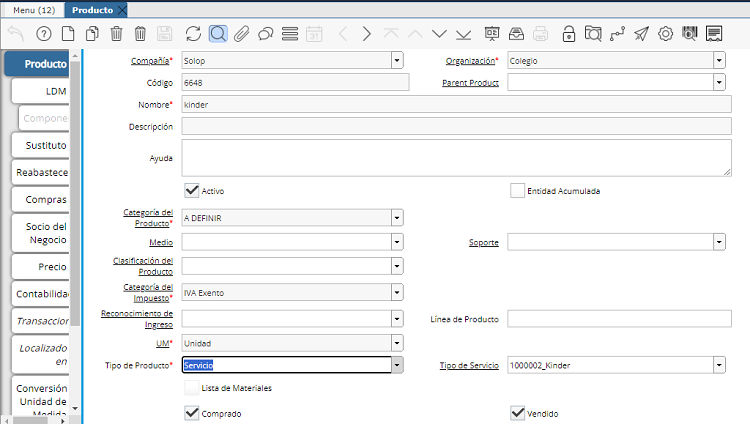 Menu (12) Producto
31
Producto
LDM
Compone
Sustituto
Reabastece
Compras
Socio del
Negocio
Precio
Contabilida
Transaccion
Localizado
en
Conversión
Unidad de
Medida
Compañía* Solop Organización* Colegio
Código 6648 Parent Product
Nombre* kinder
Descripción
Ayuda
Activo Entidad Acumulada
Categoría del
Producto* A DEFINIR
Medio Soporte
Clasificación del
Producto
Categoría del
Impuesto* IVA Exento
Reconocimiento de
Ingreso Línea de Producto
UM* Unidad
Tipo de Producto* Servicio Tipo de Servicio 1000002_Kinder
Lista de Materiales
Comprado Vendido